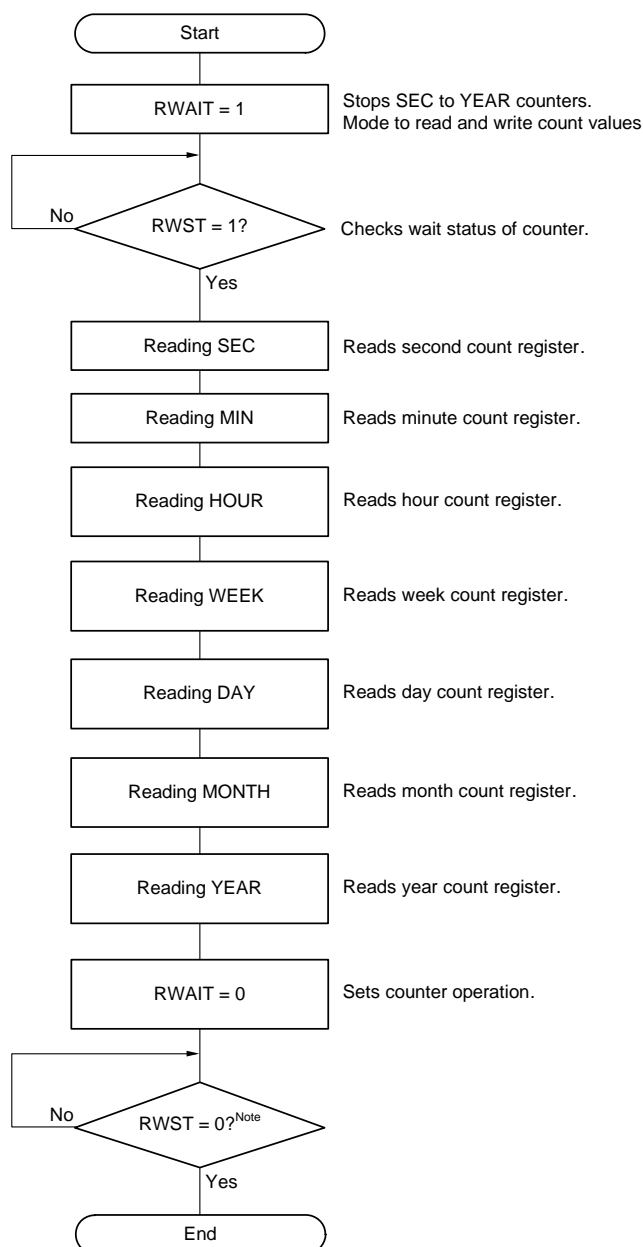 Start
RWAIT = 1
Stops SEC to YEAR counters.
Mode to read and write count values
No
RWST = 1?
Checks wait status of counter.
Yes
Reading SEC
Reads second count register.
Reading MIN
Reads minute count register.
Reading HOUR
Reads hour count register.
Reading WEEK
Reads week count register.
Reading DAY
Reads day count register.
Reading MONTH
Reads month count register.
Reading YEAR
Reads year count register.
RWAIT = 0
Sets counter operation.
No
RWST = 0?Note
Yes
End